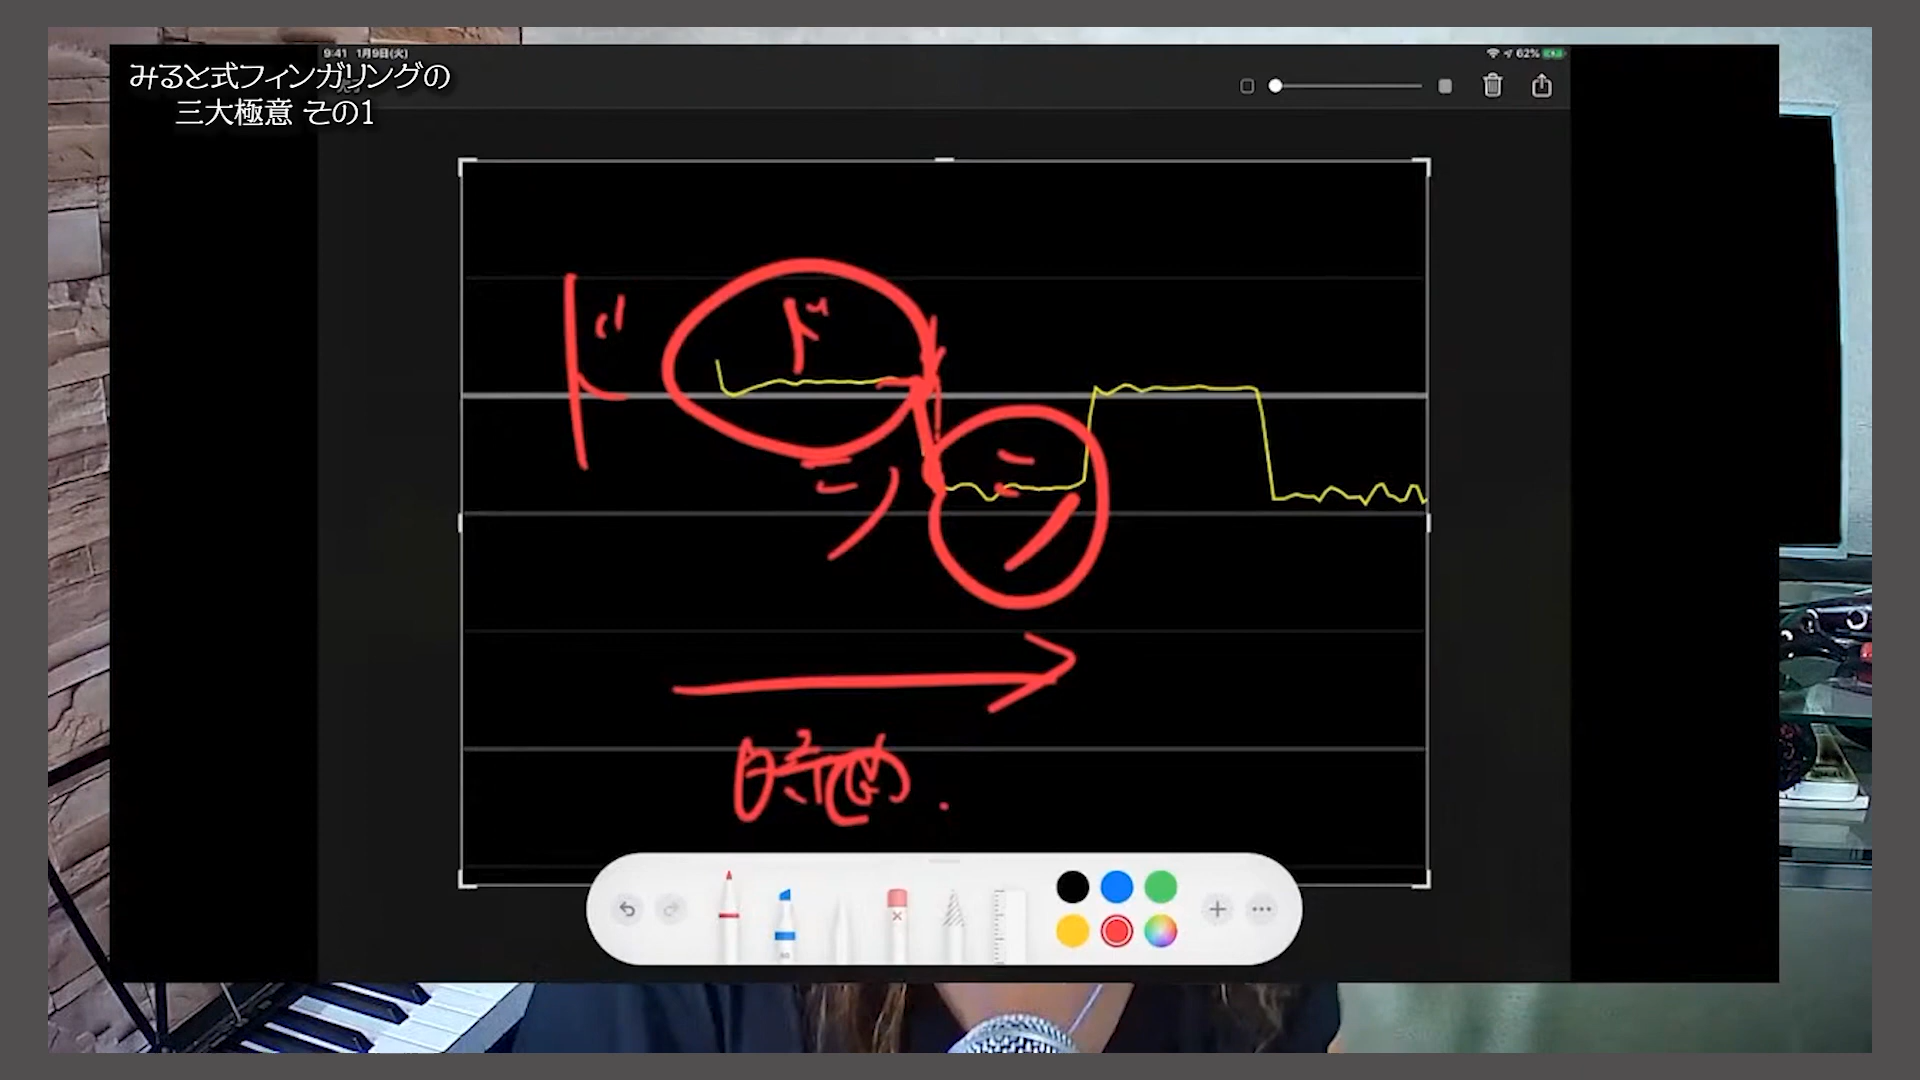 9:41 1月9日(火)
62%
みると式フィンガリングの
三大極意 その1
ド
ド
シ
シ
時間